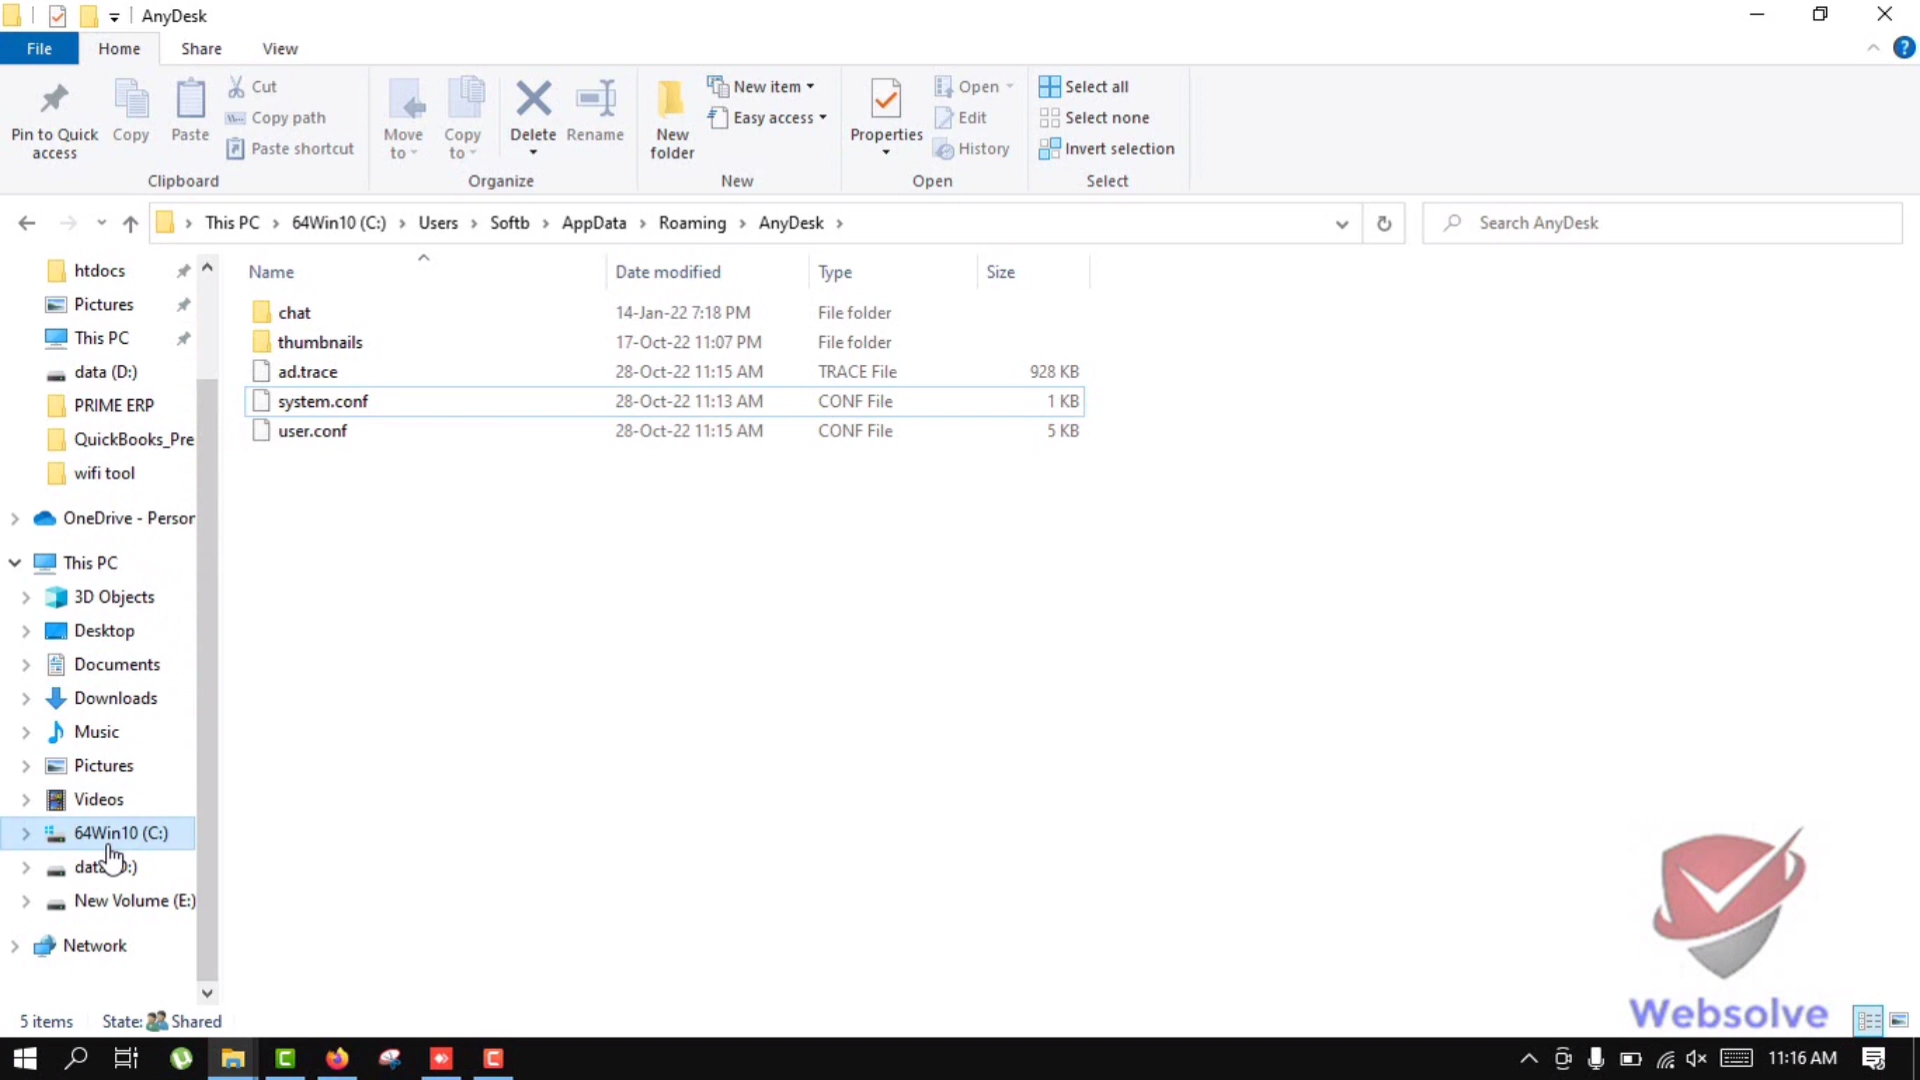 AnyDesk
File Home Share View
Pin to Quick access
Copy
Paste
Cut
Copy path
Paste shortcut
Clipboard
Move to
Copy to
Delete
Rename
Organize
New folder
New item
Easy access
New
Properties
Open
Edit
History
Open
Select all
Select none
Invert selection
Select
This PC > 64Win10 (C:) > Users > Softb > AppData > Roaming > AnyDesk >
Search AnyDesk
htdocs
Pictures
This PC
data (D:)
PRIME ERP
QuickBooks_Pre
wifi tool
OneDrive - Person
This PC
3D Objects
Desktop
Documents
Downloads
Music
Pictures
Videos
64Win10 (C:)
New Volume (E:)
Network
Name Date modified Type Size
chat 14-Jan-22 7:18 PM File folder
thumbnails 17-Oct-22 11:07 PM File folder
ad.trace 28-Oct-22 11:15 AM TRACE File 928 KB
system.conf 28-Oct-22 11:13 AM CONF File 1 KB
user.conf 28-Oct-22 11:15 AM CONF File 5 KB
Websolve
5 items State: Shared
11:16 AM